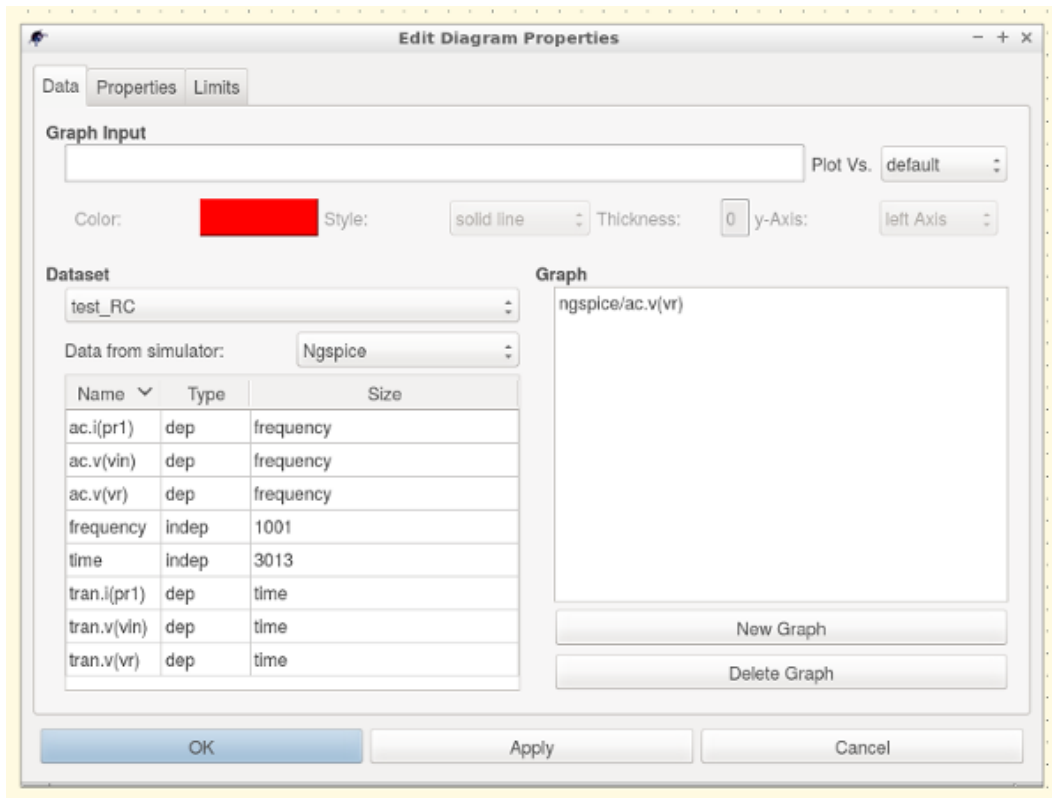 Edit Diagram Properties
Data Properties Limits
Graph Input
Plot Vs. default
Color: Style: solid line Thickness: 0 y-Axis: left Axis
Dataset
test_RC
Data from simulator: Ngspice
Name Type Size
ac.i(pr1) dep frequency
ac.v(vin) dep frequency
ac.v(vr) dep frequency
frequency indep 1001
time indep 3013
tran.i(pr1) dep time
tran.v(vin) dep time
tran.v(vr) dep time
Graph
ngspice/ac.v(vr)
New Graph
Delete Graph
OK Apply Cancel